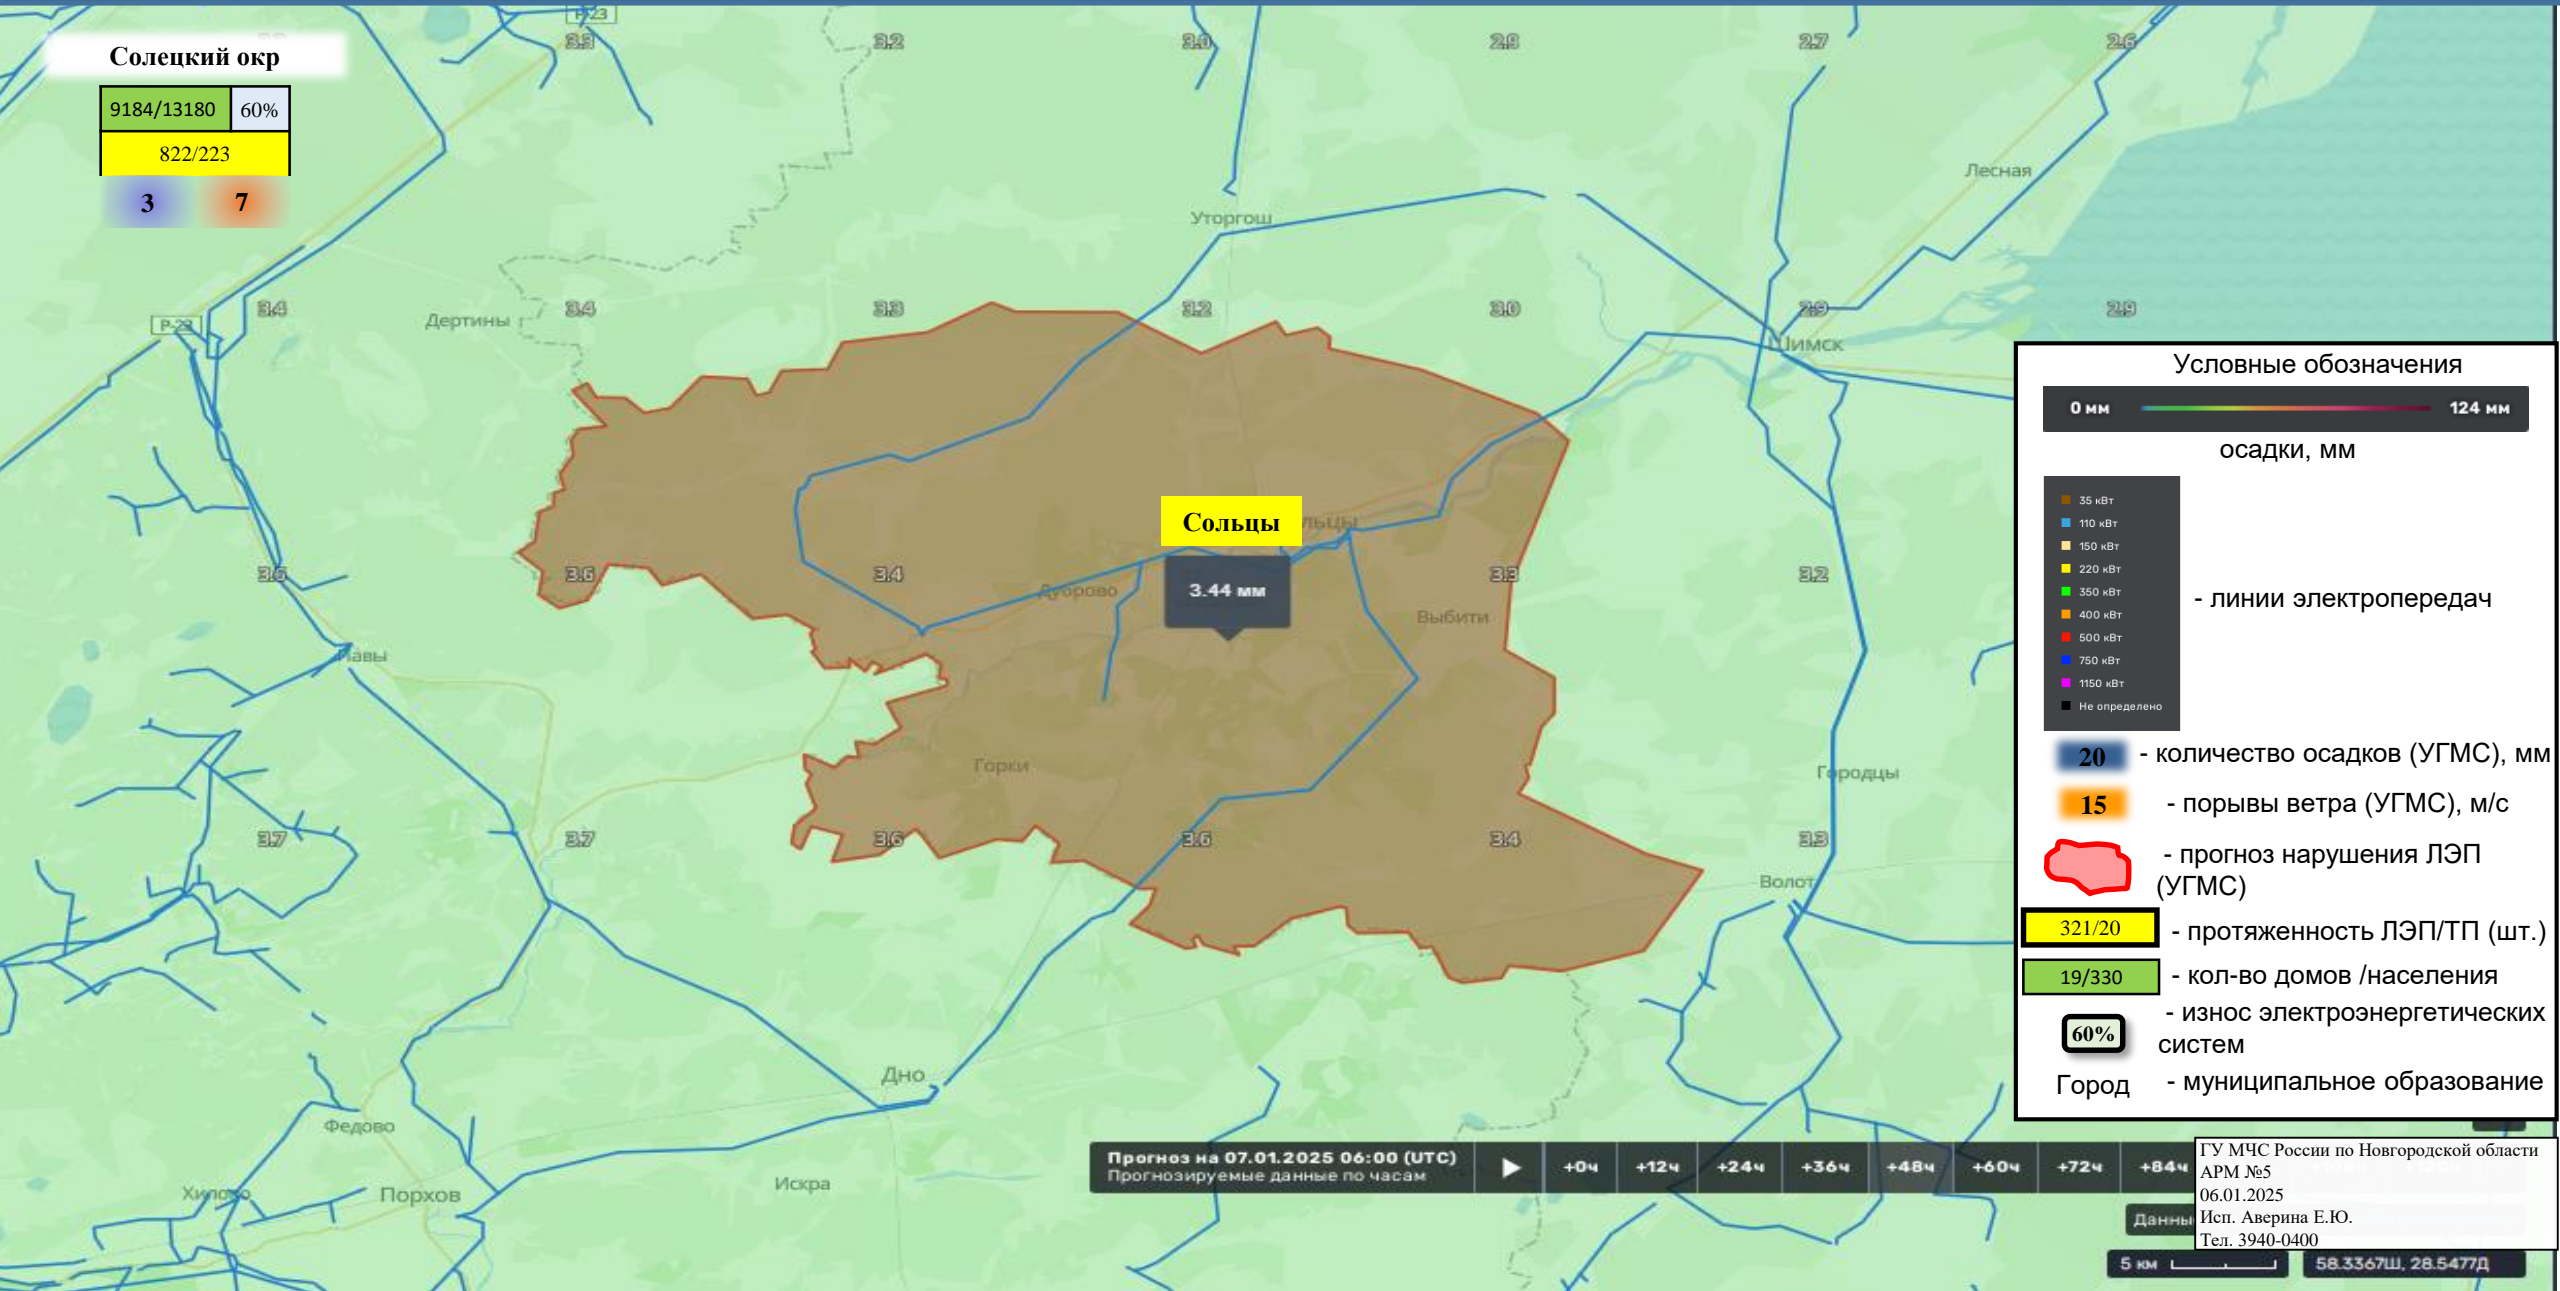 Солецкий окр
9184/13180 60%
822/223
3 7
Р-23
3.3 3.2 3.0 2.8 2.7 2.6
Лесная
Уторгош
Р-23
3.4 Дертины 3.4 3.3 3.2 3.0 2.9 2.9
Шимск
Сольцы
3.44 мм
3.6 3.6 3.4 3.3 3.2
Дуброво
Выбити
Павы
Горки
Городцы
3.7 3.7 3.6 3.6 3.4 3.3
Волот
Дно
Федово
Искра
Хилово
Порхов
Условные обозначения
0 мм 124 мм
осадки, мм
35 кВт
110 кВт
150 кВт
220 кВт
350 кВт
400 кВт
500 кВт
750 кВт
1150 кВт
Не определено
- линии электропередач
20 - количество осадков (УГМС), мм
15 - порывы ветра (УГМС), м/с
- прогноз нарушения ЛЭП
(УГМС)
321/20 - протяженность ЛЭП/ТП (шт.)
19/330 - кол-во домов /населения
- износ электроэнергетических
60% систем
Город - муниципальное образование
Прогноз на 07.01.2025 06:00 (UTC)
Прогнозируемые данные по часам
+0ч +12ч +24ч +36ч +48ч +60ч +72ч +84ч
ГУ МЧС России по Новгородской области
АРМ №5
06.01.2025
Исп. Аверина Е.Ю.
Тел. 3940-0400
Данны
5 км 58.3367Ш, 28.5477Д